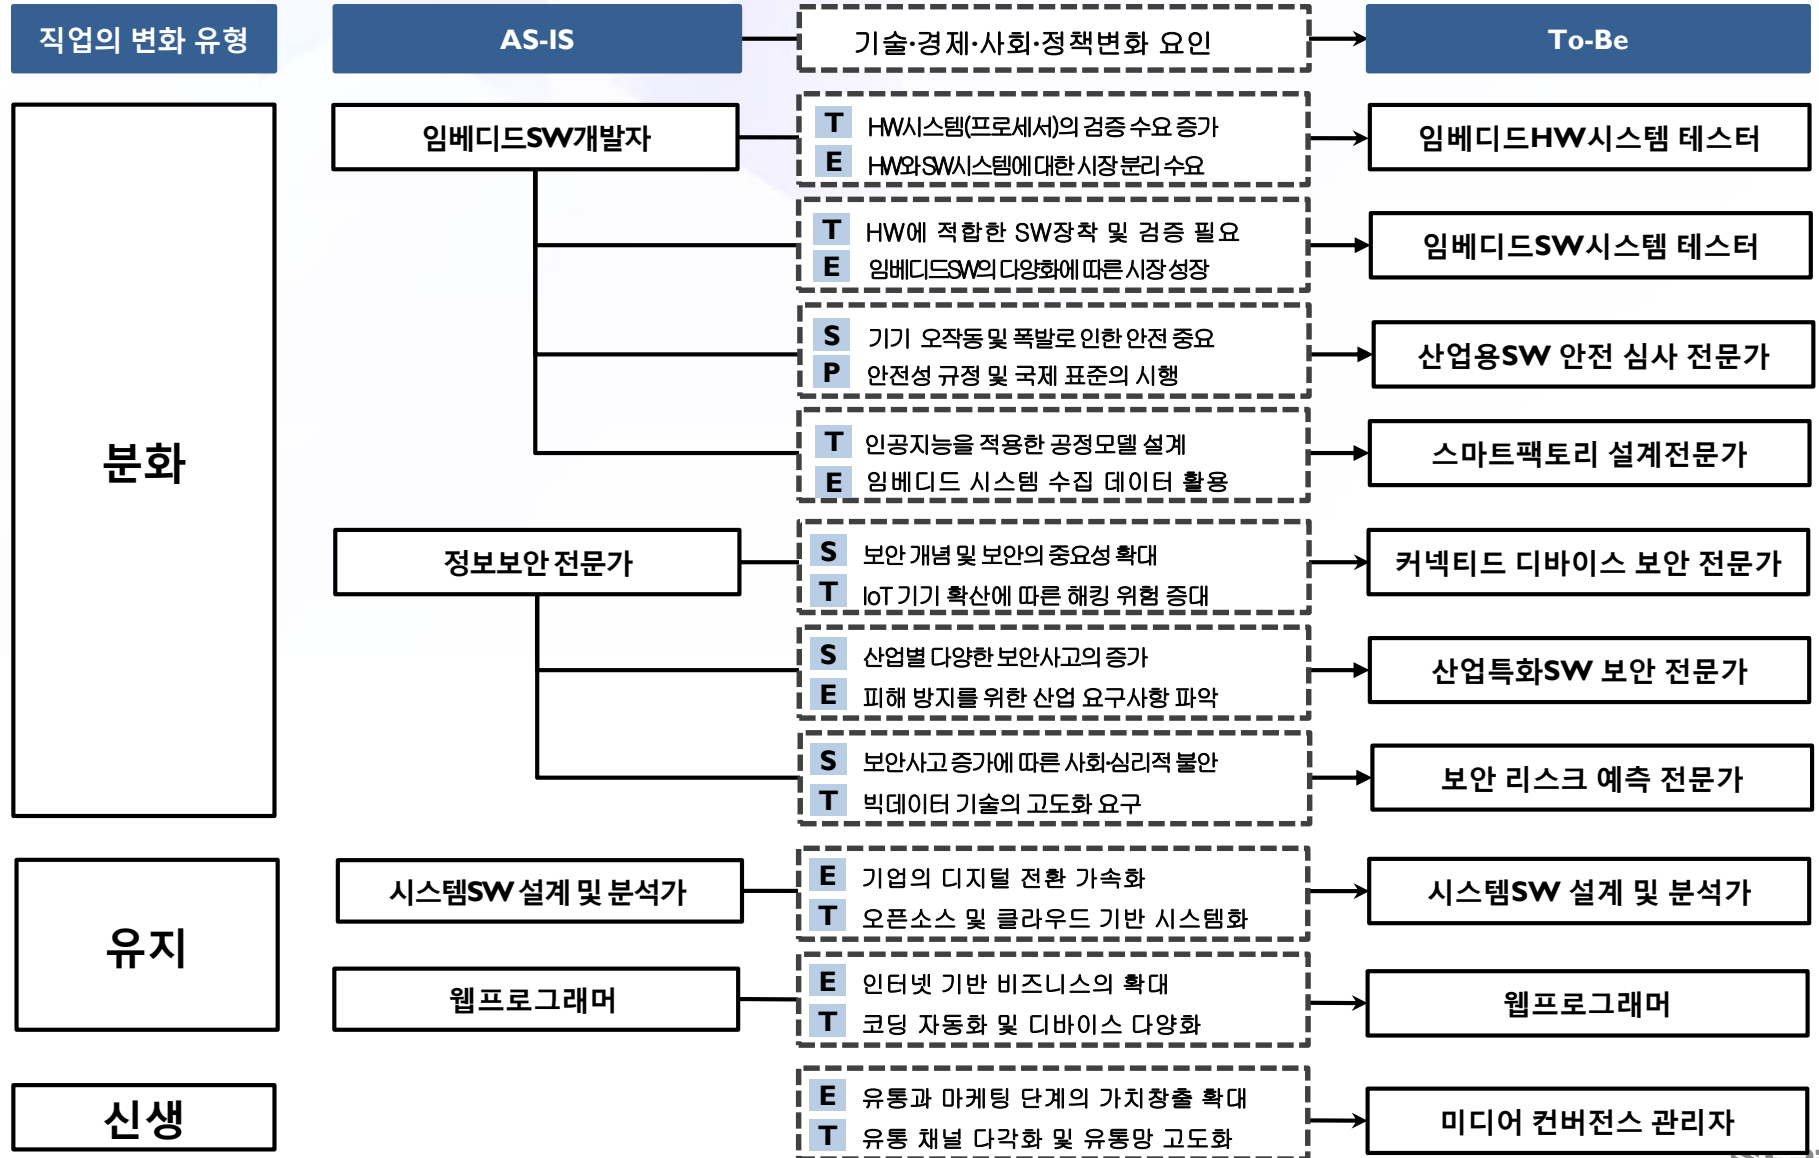 직업의 변화 유형
AS-IS
기술·경제·사회·정책변화 요인
To-Be
분화
임베디드SW개발자
T HW시스템(프로세서)의 검증 수요 증가
E HW와 SW시스템에 대한 시장 분리 수요
임베디드HW시스템 테스터
T HW에 적합한 SW장착 및 검증 필요
E 임베디드SW의 다양화에 따른 시장 성장
임베디드SW시스템 테스터
S 기기 오작동 및 폭발로 인한 안전 중요
P 안전성 규정 및 국제 표준의 시행
산업용SW 안전 심사 전문가
T 인공지능을 적용한 공정모델 설계
E 임베디드 시스템 수집 데이터 활용
스마트팩토리 설계전문가
정보보안 전문가
S 보안 개념 및 보안의 중요성 확대
T IoT 기기 확산에 따른 해킹 위험 증대
커넥티드 디바이스 보안 전문가
S 산업별 다양한 보안사고의 증가
E 피해 방지를 위한 산업 요구사항 파악
산업특화SW 보안 전문가
S 보안사고 증가에 따른 사회·심리적 불안
T 빅데이터 기술의 고도화 요구
보안 리스크 예측 전문가
유지
시스템SW 설계 및 분석가
E 기업의 디지털 전환 가속화
T 오픈소스 및 클라우드 기반 시스템화
시스템SW 설계 및 분석가
웹프로그래머
E 인터넷 기반 비즈니스의 확대
T 코딩 자동화 및 디바이스 다양화
웹프로그래머
신생
E 유통과 마케팅 단계의 가치창출 확대
T 유통 채널 다각화 및 유통망 고도화
미디어 컨버전스 관리자